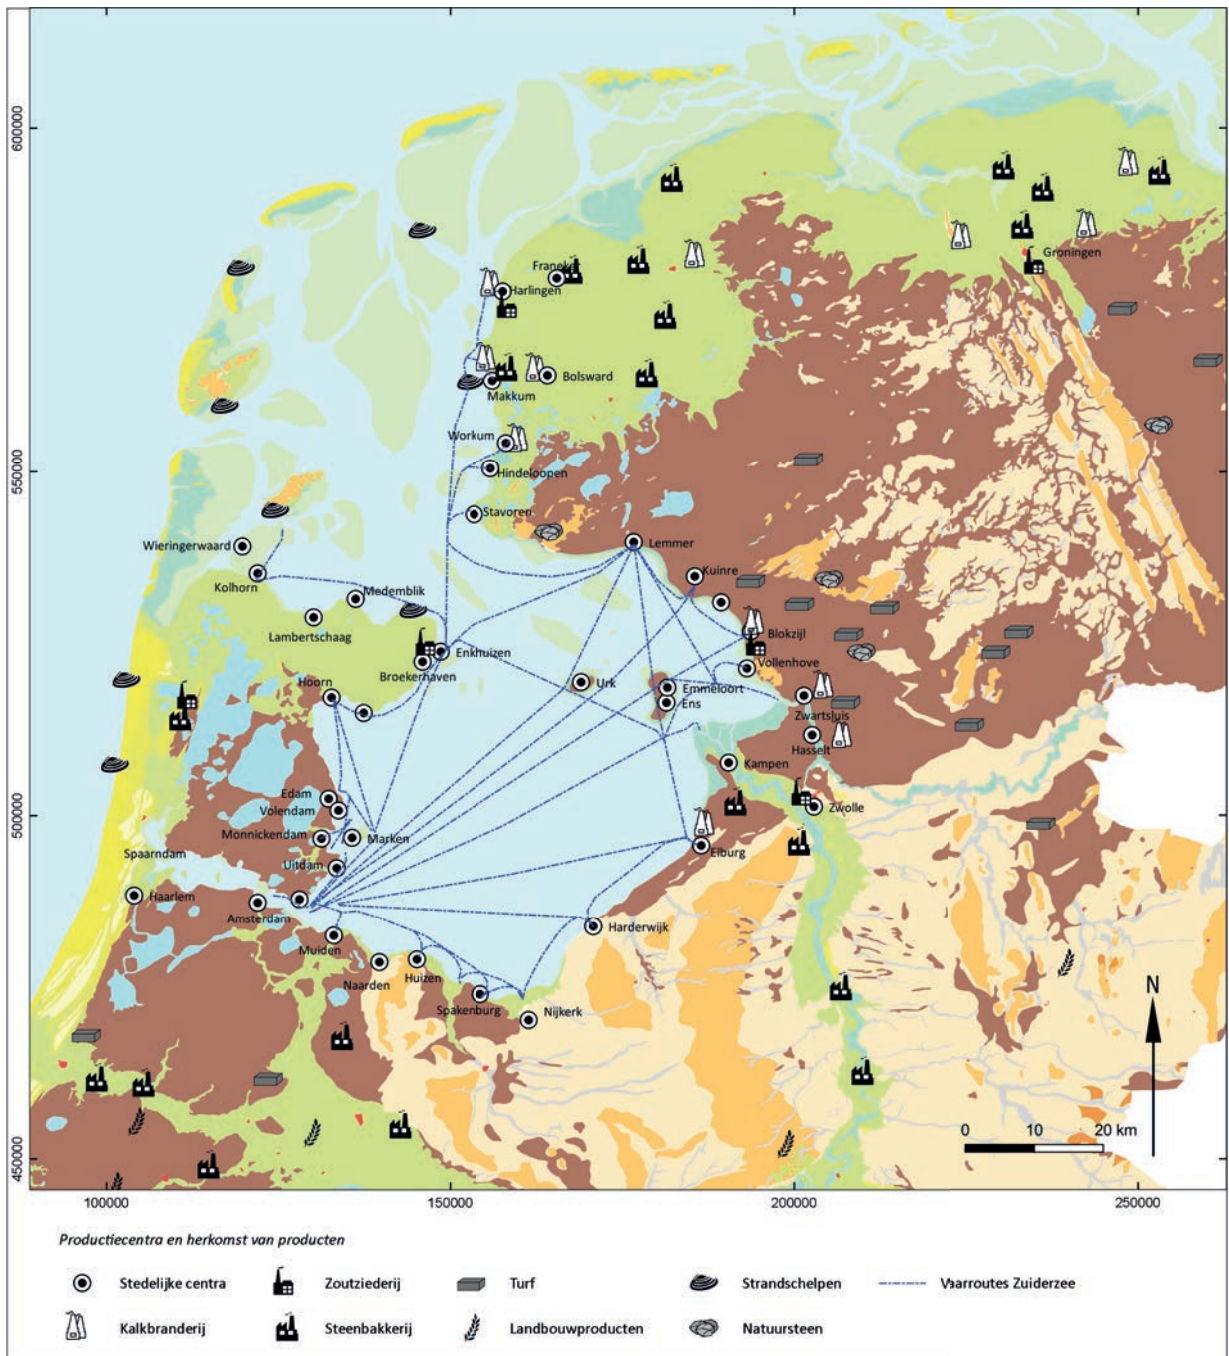 600000
Groningen
Franeker
Harlingen
Bolsward
Makkum
Workum
550000
Hindeloopen
Stavoren
Wieringerwaard
Lemmer
Kolhorn
Kuinre
Medemblik
Lambertschaag
Blokzijl
Enkhuizen
Broekerhaven
Vollenhove
Hoorn
Urk
Emmeloort
Ens
Zwartsluis
Hasselt
Kampen
Edam
Volendam
Zwolle
500000
Monnickendam
Marken
Spaarndam
Uitdam
Elburg
Haarlem
Amsterdam
Harderwijk
Muiden
Naarden
Huizen
Spakenburg
Nijkerk
N
0 10 20 km
450000
100000 150000 200000 250000
Productiecentra en herkomst van producten
Stedelijke centra Zoutziederij Turf Strandschelpen Vaarroutes Zuiderzee
Kalkbranderij Steenbakkerij Landbouwproducten Natuursteen